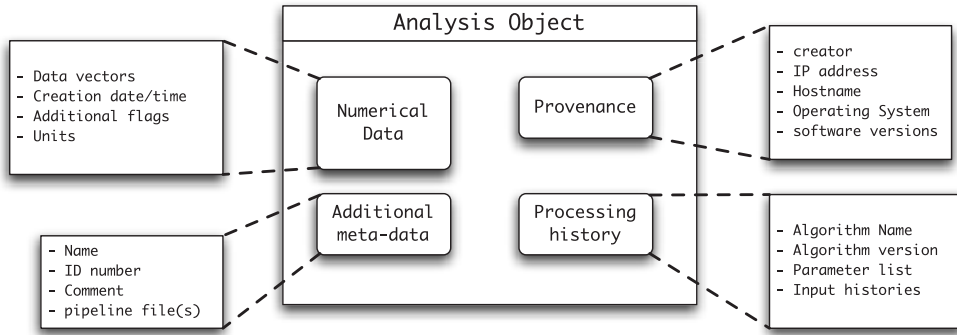 Analysis Object
- Data vectors
- Creation date/time
- Additional flags
- Units
Numerical
Data
Provenance
- creator
- IP address
- Hostname
- Operating System
- software versions
- Name
- ID number
- Comment
- pipeline file(s)
Additional
meta-data
Processing
history
- Algorithm Name
- Algorithm version
- Parameter list
- Input histories